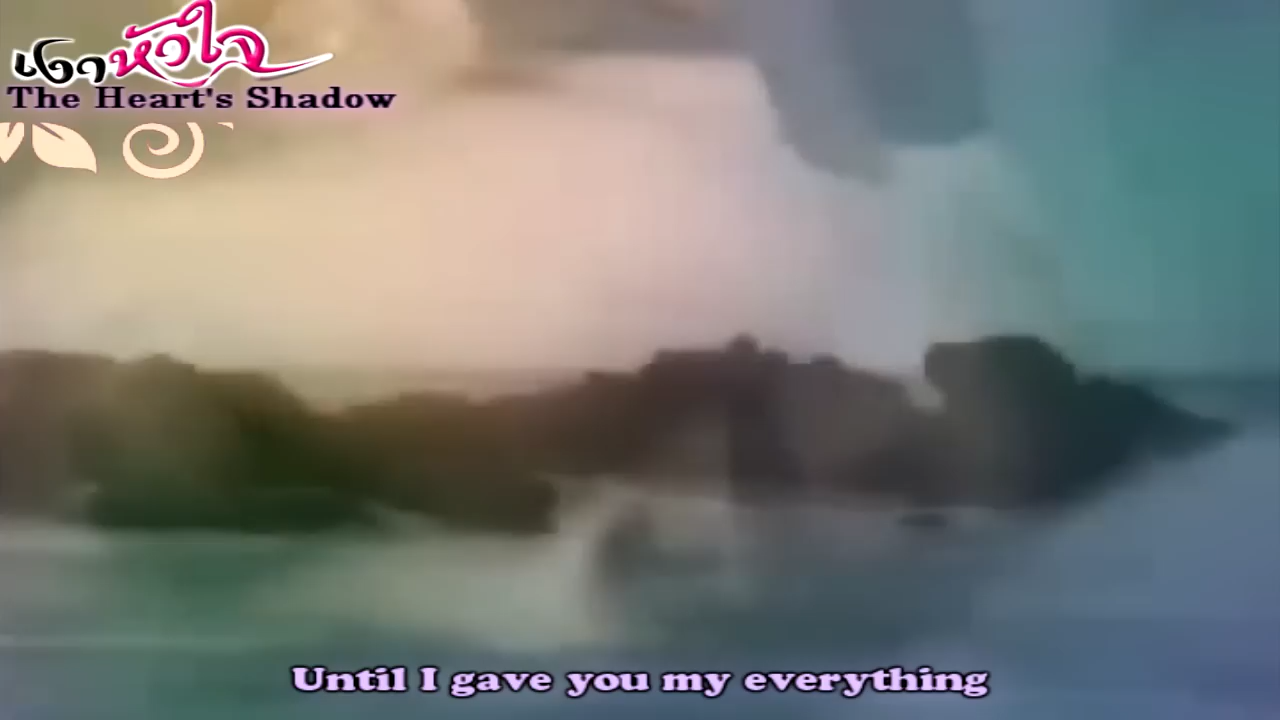 เงาหัวใจ
The Heart's Shadow
Until I gave you my everything